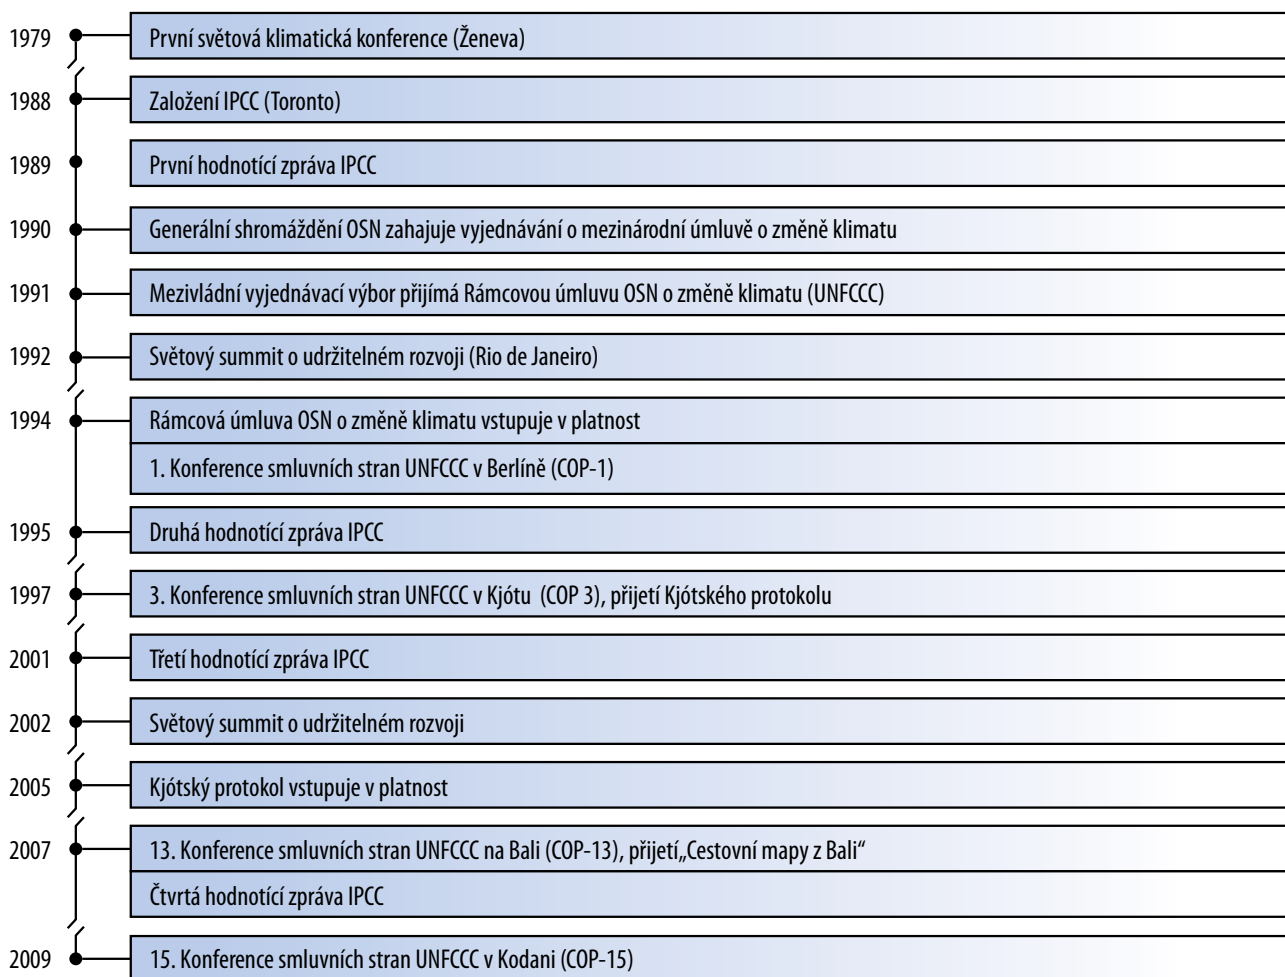 1979 První světová klimatická konference (Ženeva)
1988 Založení IPCC (Toronto)
1989 První hodnotící zpráva IPCC
1990 Generální shromáždění OSN zahajuje vyjednávání o mezinárodní úmluvě o změně klimatu
1991 Mezivládní vyjednávací výbor přijímá Rámcovou úmluvu OSN o změně klimatu (UNFCCC)
1992 Světový summit o udržitelném rozvoji (Rio de Janeiro)
1994 Rámcová úmluva OSN o změně klimatu vstupuje v platnost
1. Konference smluvních stran UNFCCC v Berlíně (COP-1)
1995 Druhá hodnotící zpráva IPCC
1997 3. Konference smluvních stran UNFCCC v Kjótu (COP 3), přijetí Kjótského protokolu
2001 Třetí hodnotící zpráva IPCC
2002 Světový summit o udržitelném rozvoji
2005 Kjótský protokol vstupuje v platnost
2007 13. Konference smluvních stran UNFCCC na Bali (COP-13), přijetí„Cestovní mapy z Bali“
Čtvrtá hodnotící zpráva IPCC
2009 15. Konference smluvních stran UNFCCC v Kodani (COP-15)